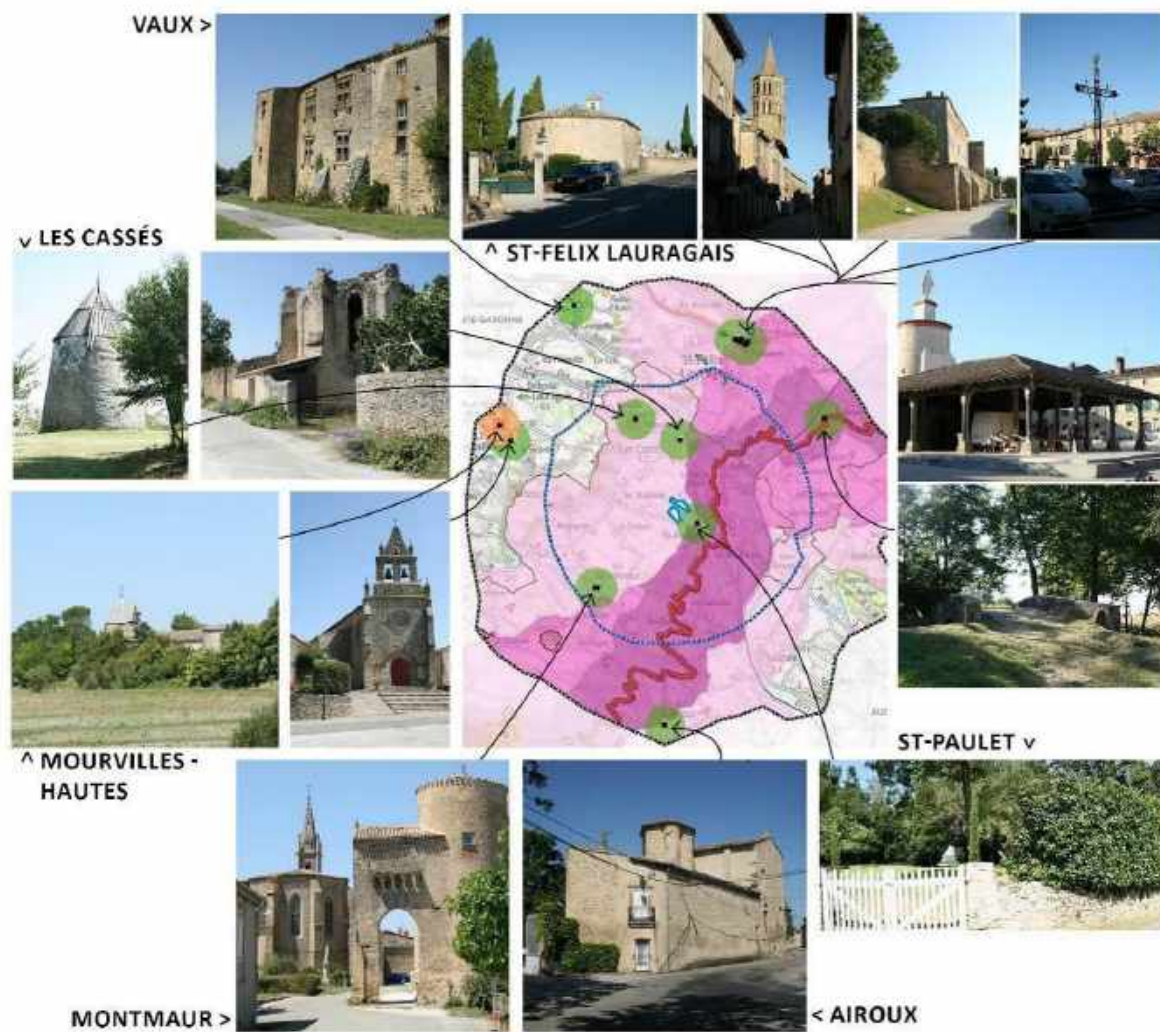 VAUX >
^ ST-FELIX LAURAGAIS
v LES CASSÉS
^ MOURVILLES -
HAUTES
ST-PAULET v
MONTMAUR >
< AIROUX